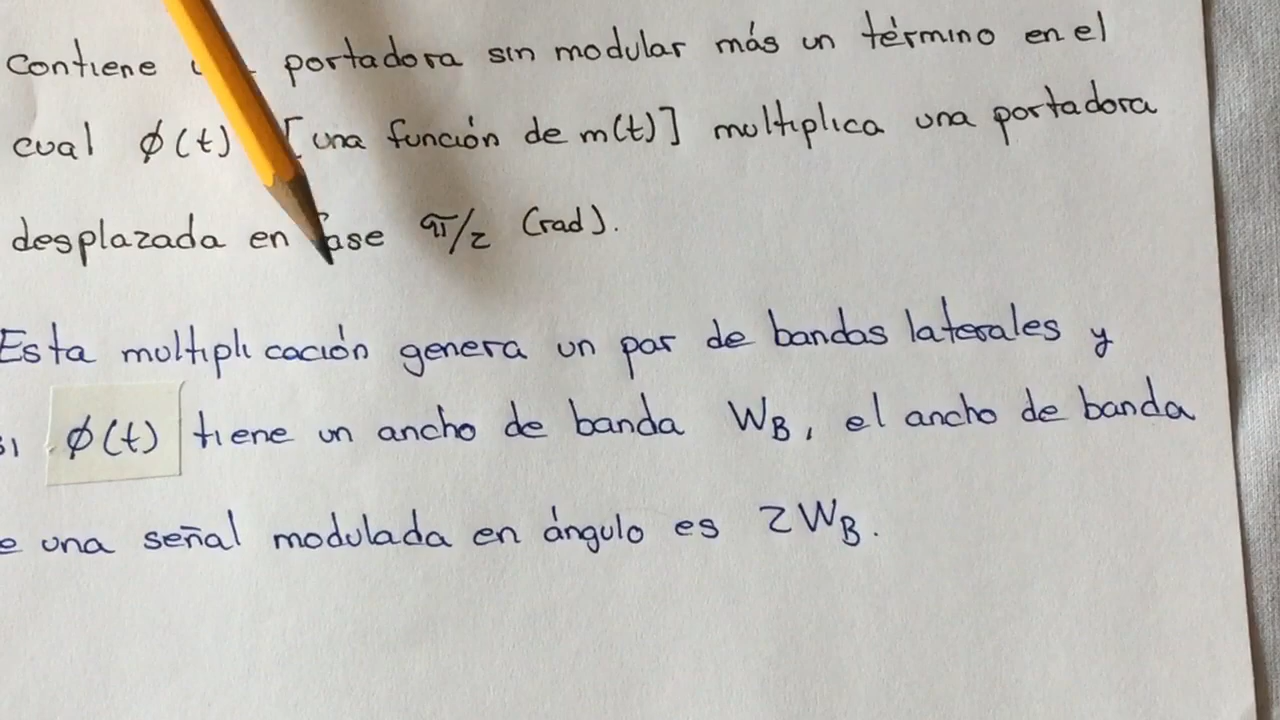 Contiene portadora sin modular más un término en el
cual ϕ(t) [una función de m(t)] multiplica una portadora
desplazada en fase π/2 (rad).
Esta multiplicación genera un par de bandas laterales y
si ϕ(t) tiene un ancho de banda W_B, el ancho de banda
e una señal modulada en ángulo es 2W_B.